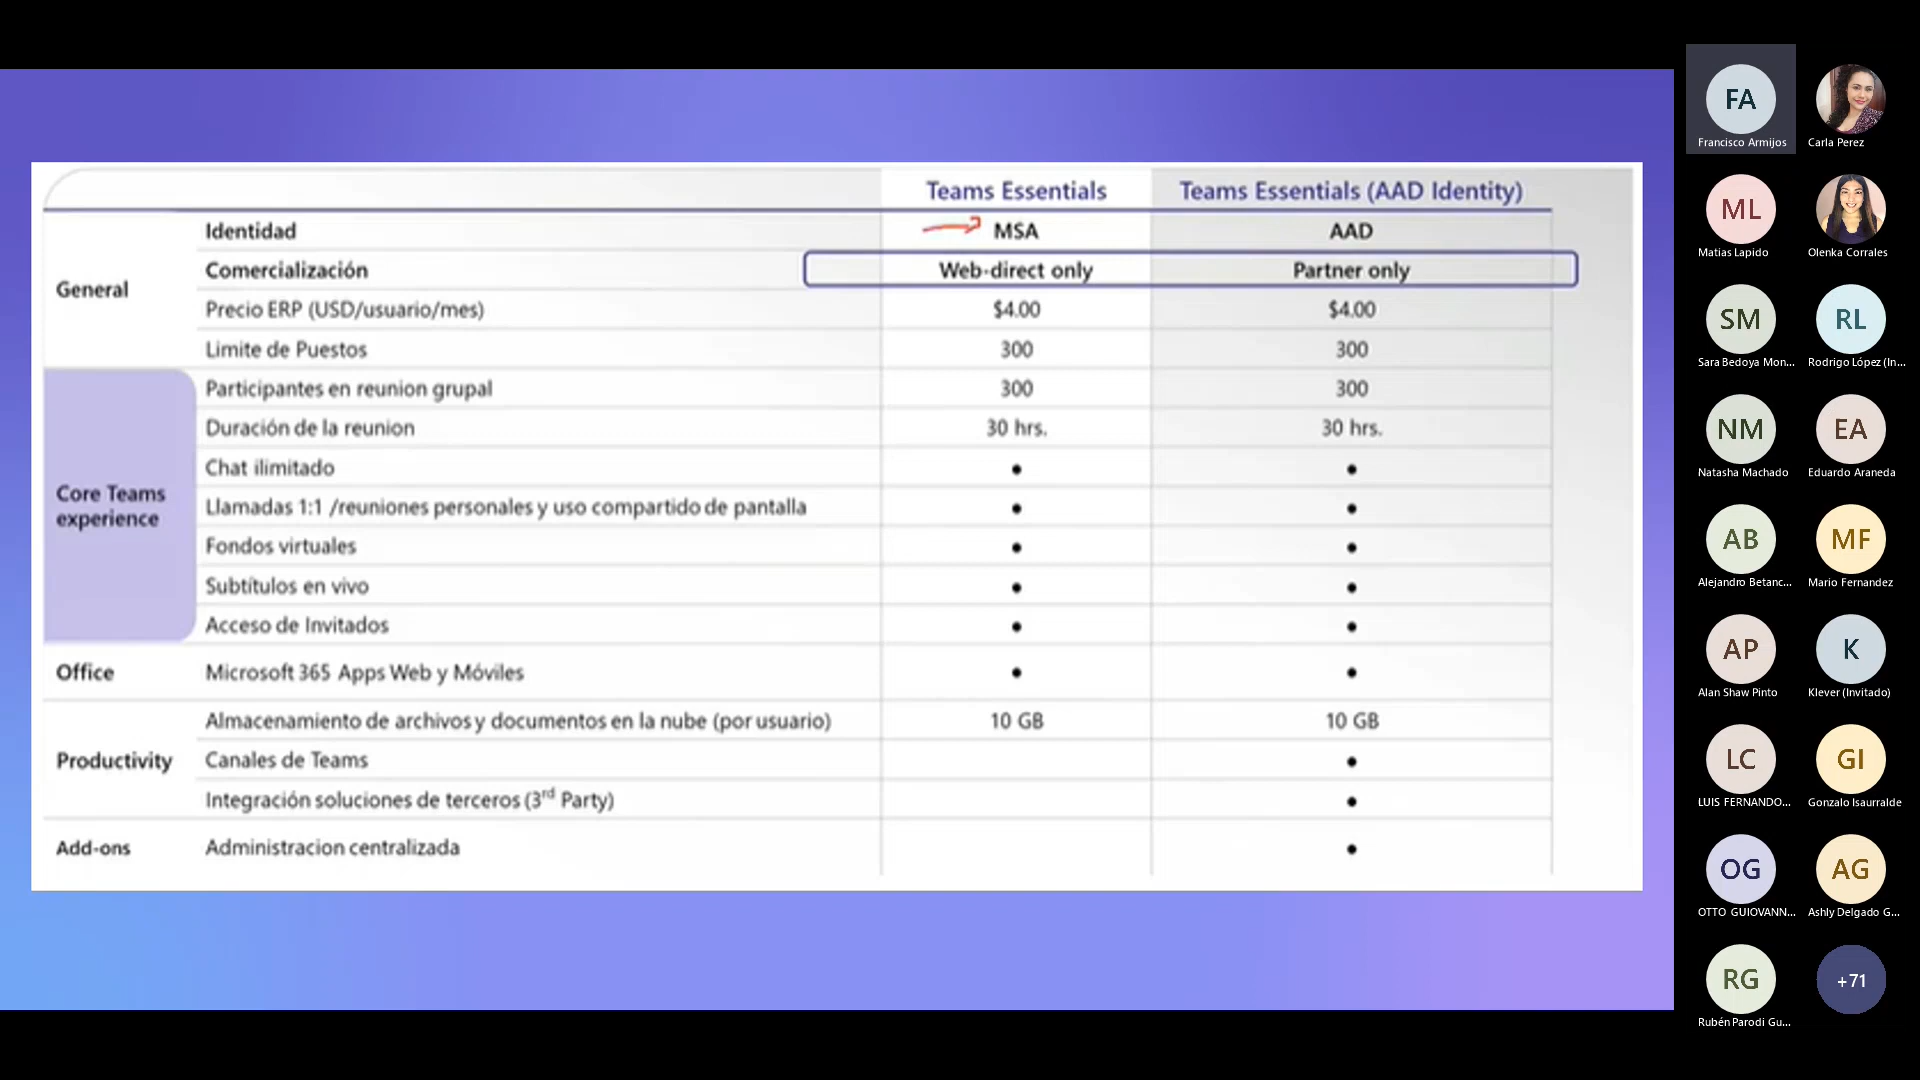 Teams Essentials Teams Essentials (AAD Identity)
General
Identidad MSA AAD
Comercialización Web-direct only Partner only
Precio ERP (USD/usuario/mes) $4.00 $4.00
Limite de Puestos 300 300
Core Teams experience
Participantes en reunion grupal 300 300
Duración de la reunion 30 hrs. 30 hrs.
Chat ilimitado • •
Llamadas 1:1 /reuniones personales y uso compartido de pantalla • •
Fondos virtuales • •
Subtítulos en vivo • •
Acceso de Invitados • •
Office Microsoft 365 Apps Web y Móviles • •
Productivity
Almacenamiento de archivos y documentos en la nube (por usuario) 10 GB 10 GB
Canales de Teams •
Integración soluciones de terceros (3rd Party) •
Add-ons Administracion centralizada •
FA
Francisco Armijos Carla Perez
ML
Matias Lapido Olenka Corrales
SM RL
Sara Bedoya Mon... Rodrigo López (In...
NM EA
Natasha Machado Eduardo Araneda
AB MF
Alejandro Betanc... Mario Fernandez
AP K
Alan Shaw Pinto Klever (Invitado)
LC GI
LUIS FERNANDO... Gonzalo Isaurralde
OG AG
OTTO GUIOVANN... Ashly Delgado G...
RG +71
Rubén Parodi Gu...